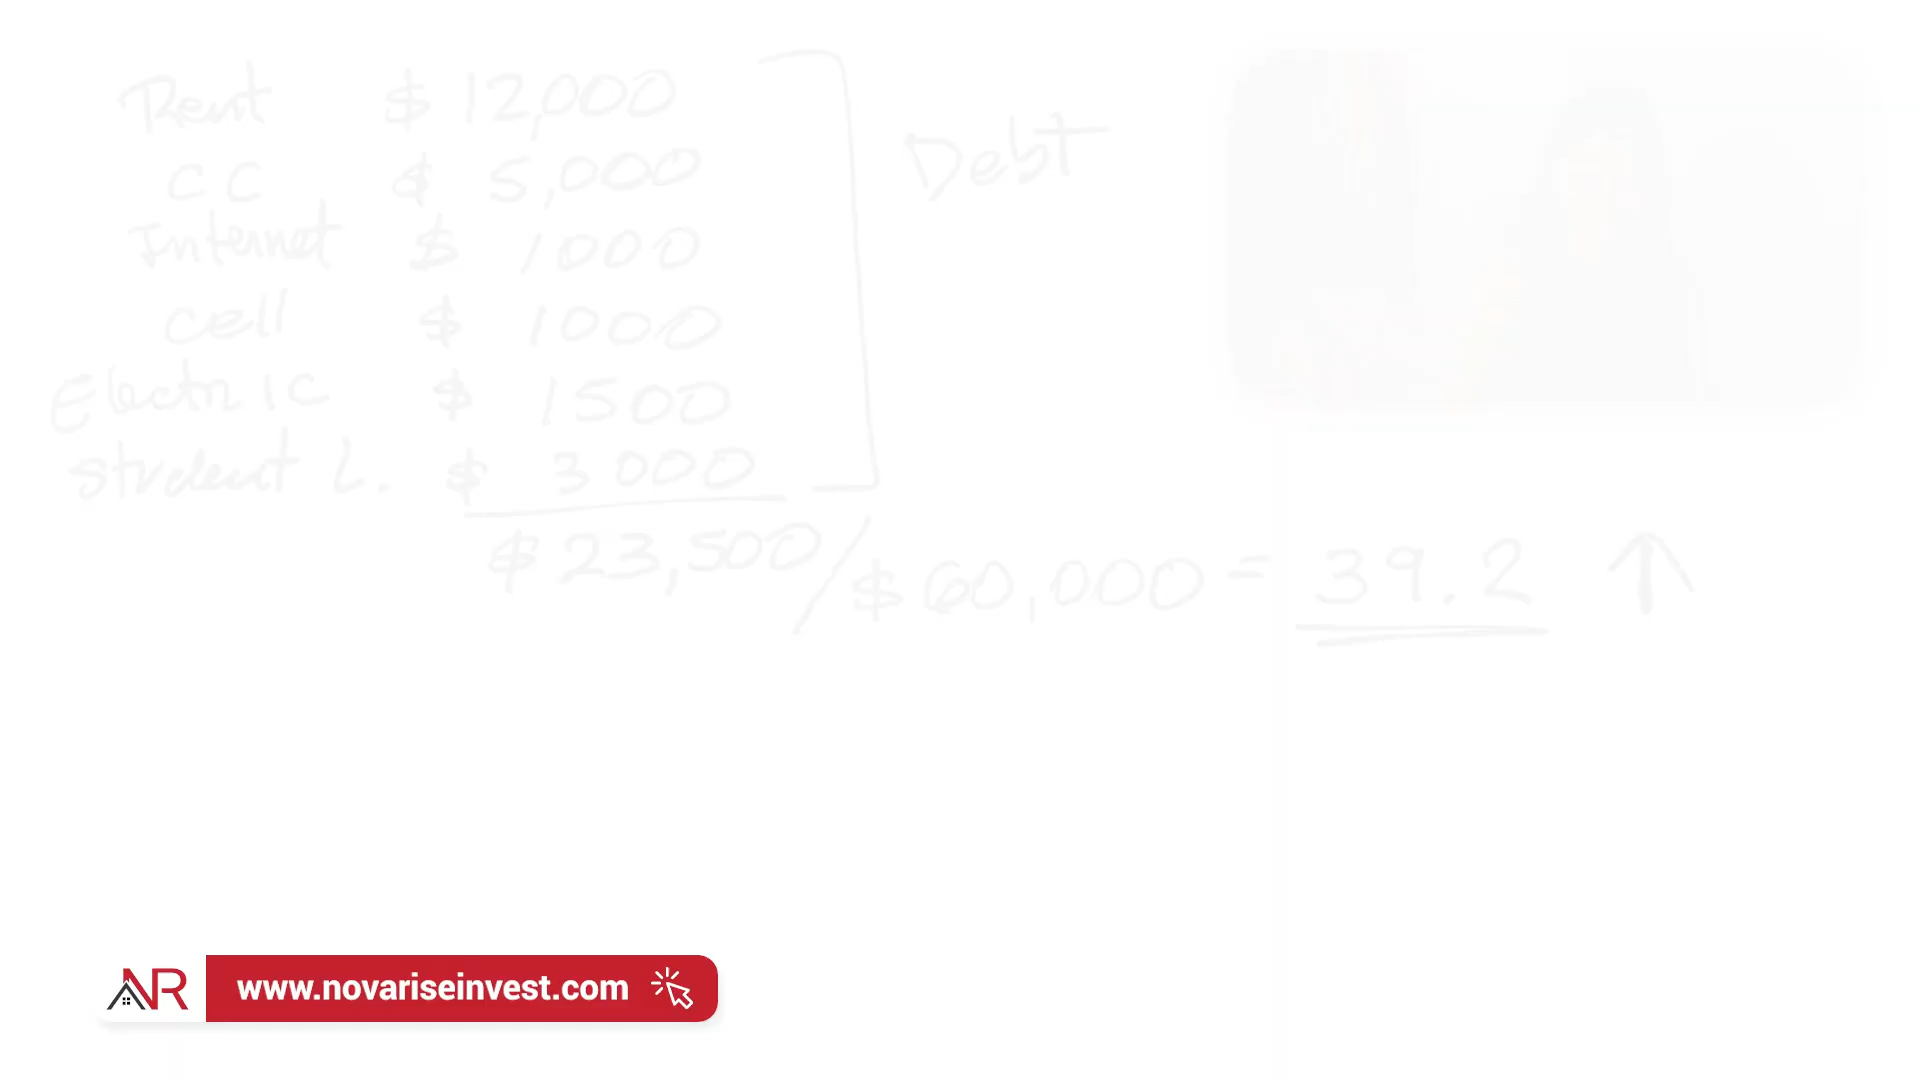 Rent $ 12,000
CC $ 5,000
Debt
Internet $ 1000
Cell $ 1000
Electric $ 1500
Student L. $ 3000
$ 23,500 / $ 60,000 = 39.2 ↑
NR www.novariseinvest.com